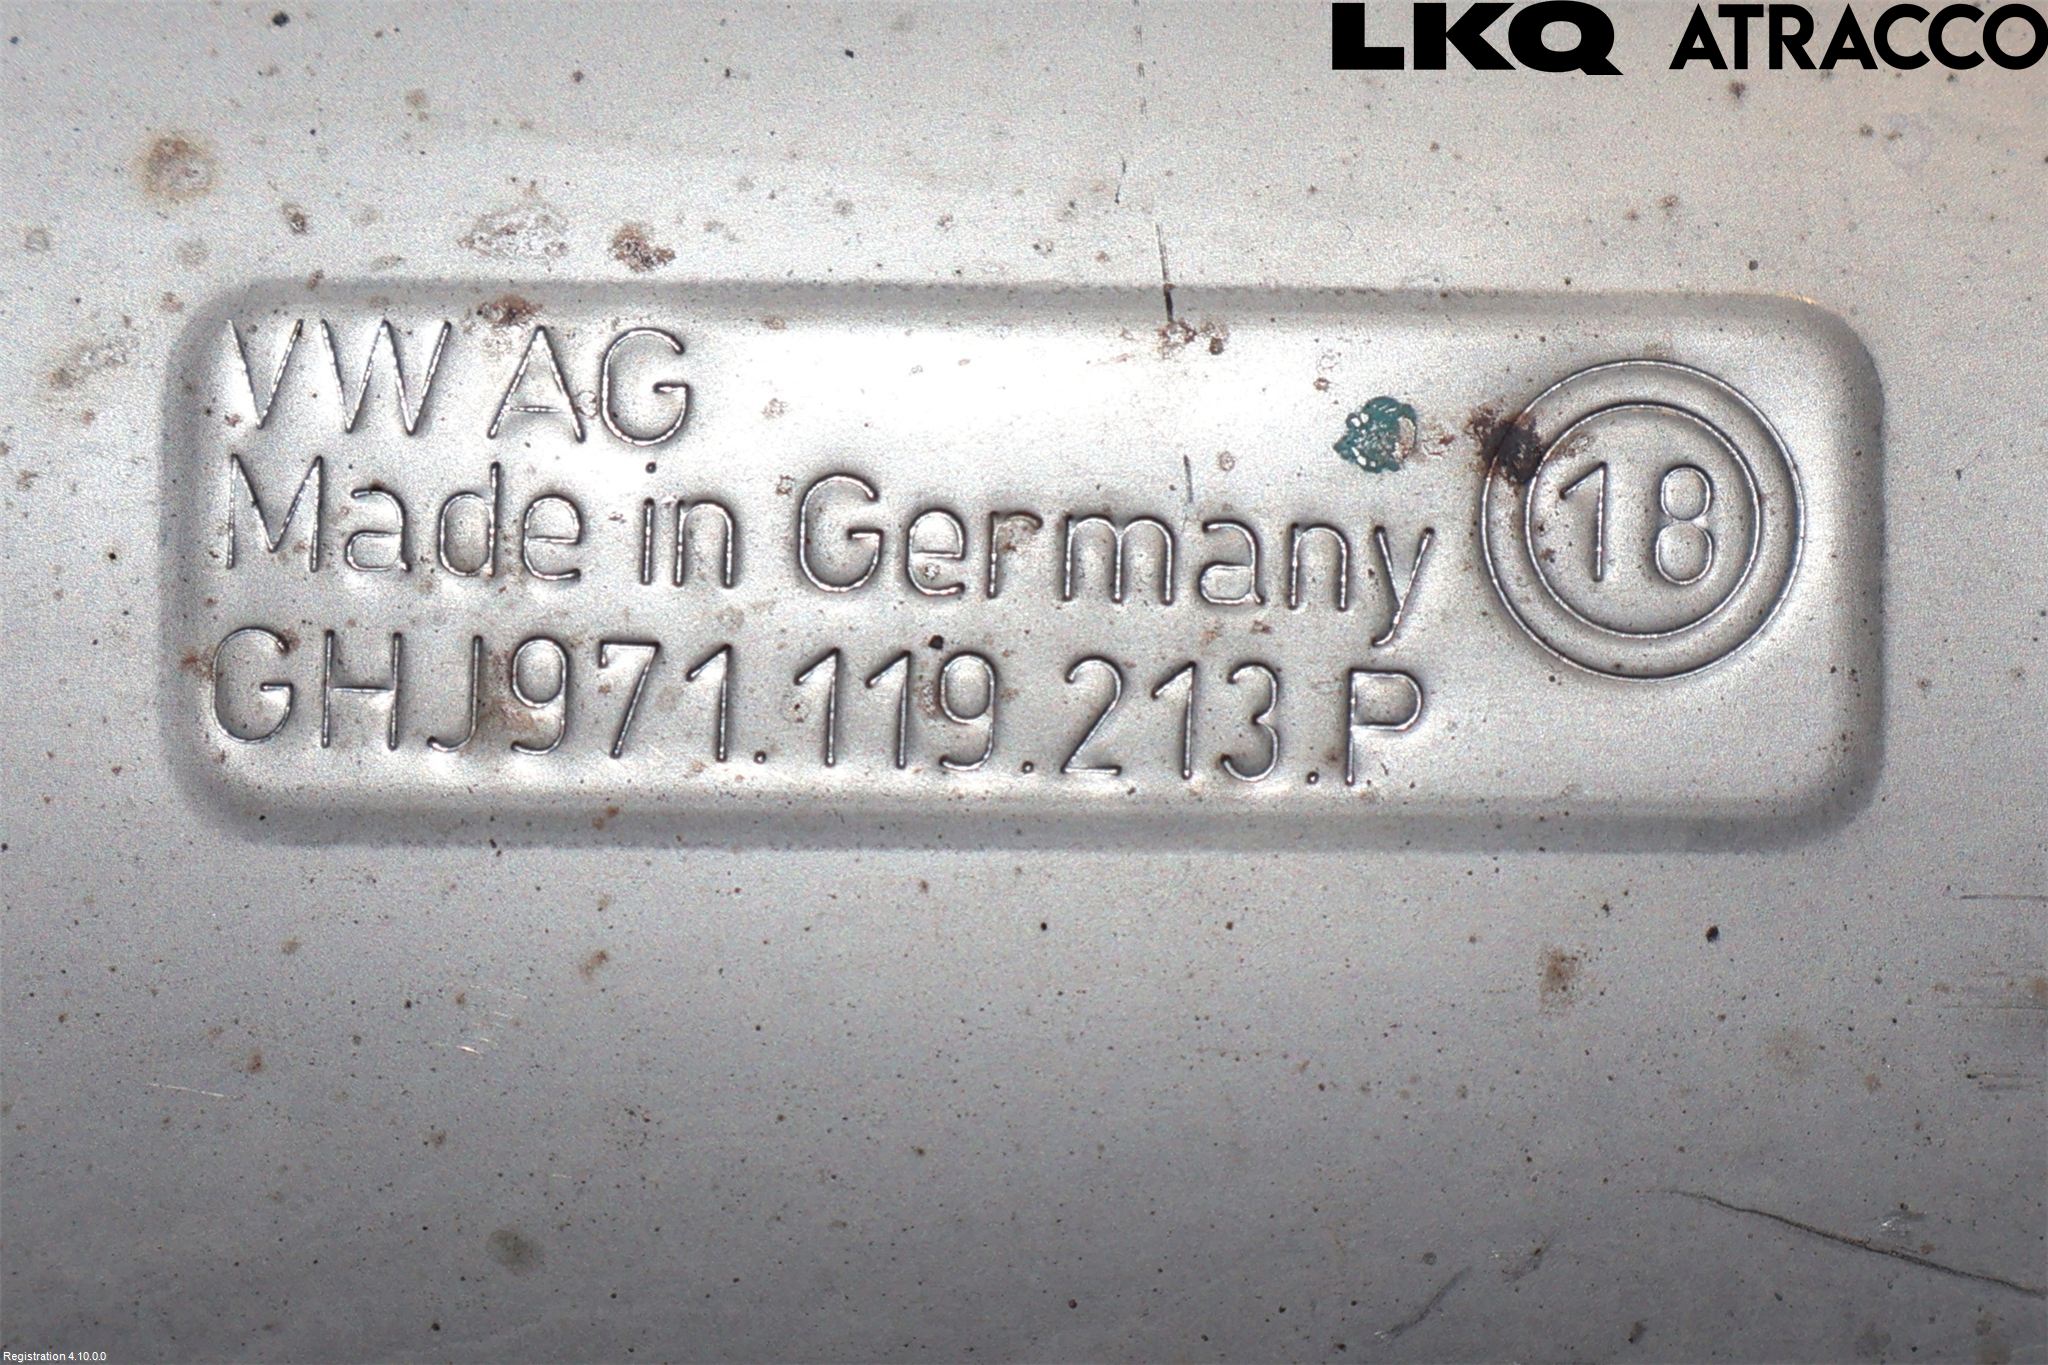 LKQ ATRACCO
VW AG
Made in Germany
18
GHJ971.119.213.P
Registration 4.10.0.0